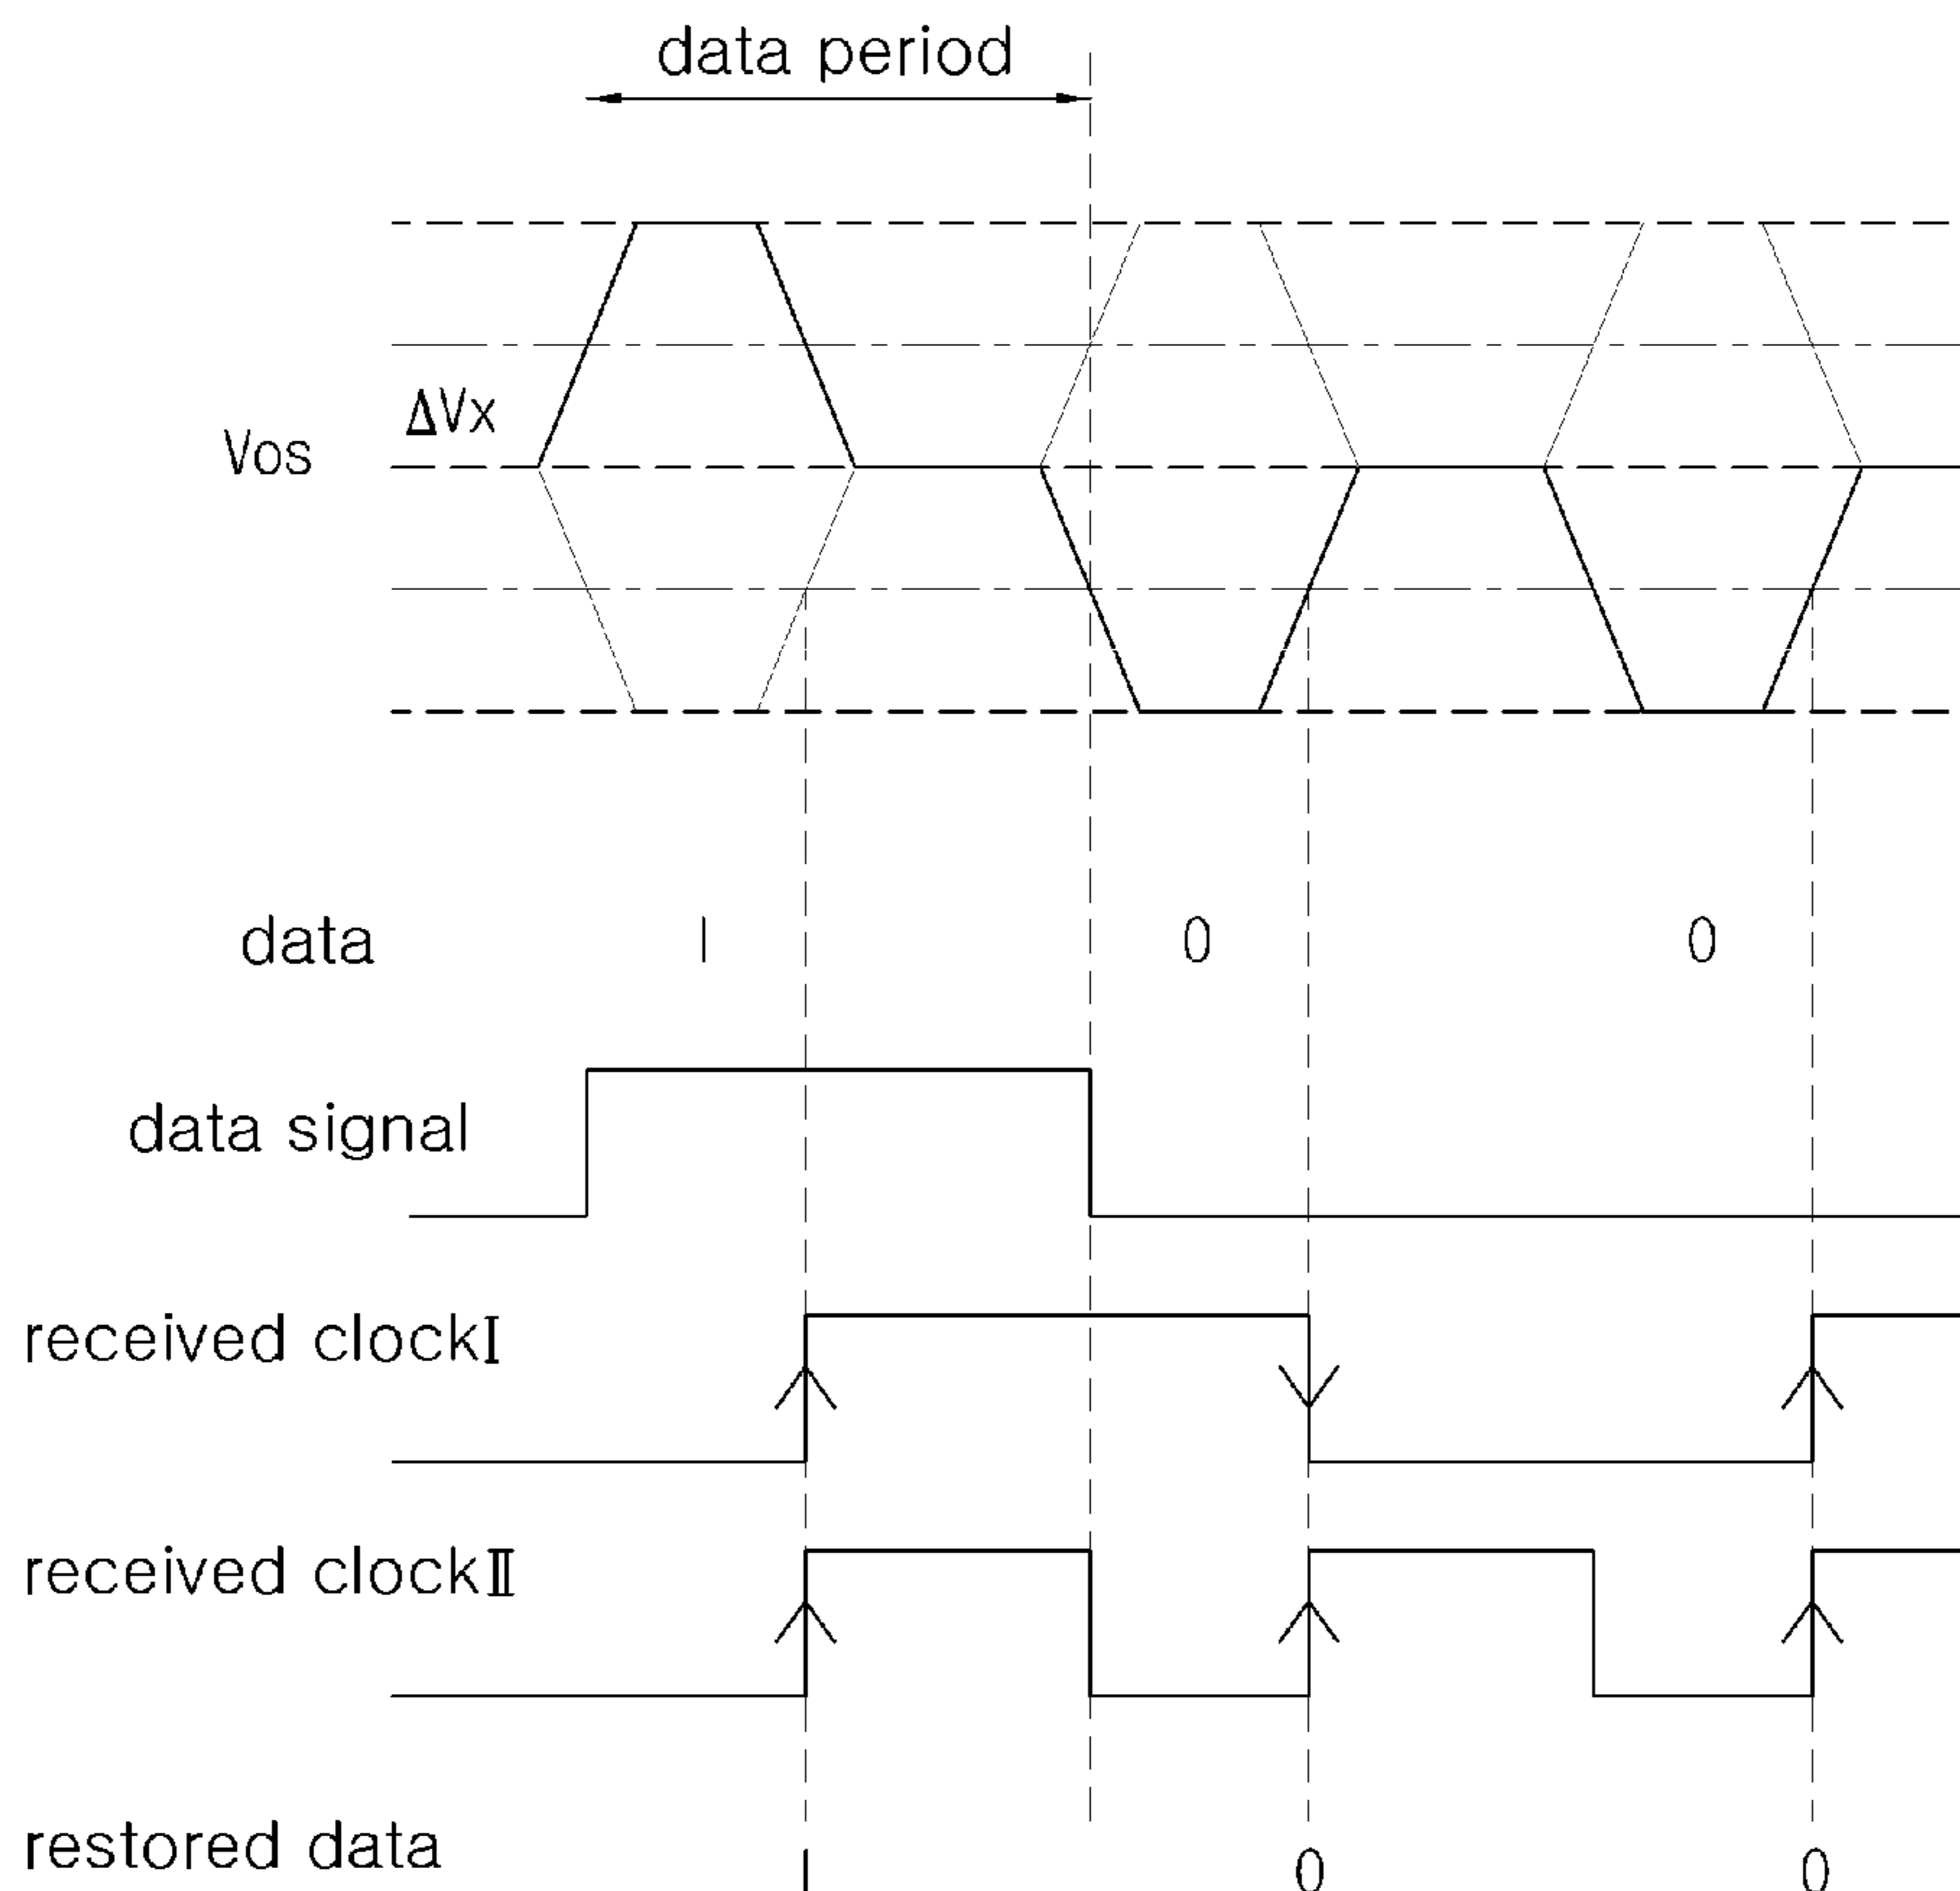 data period
ΔVx
Vos
data 1 0 0
data signal
received clockⅠ
received clockⅡ
restored data 1 0 0